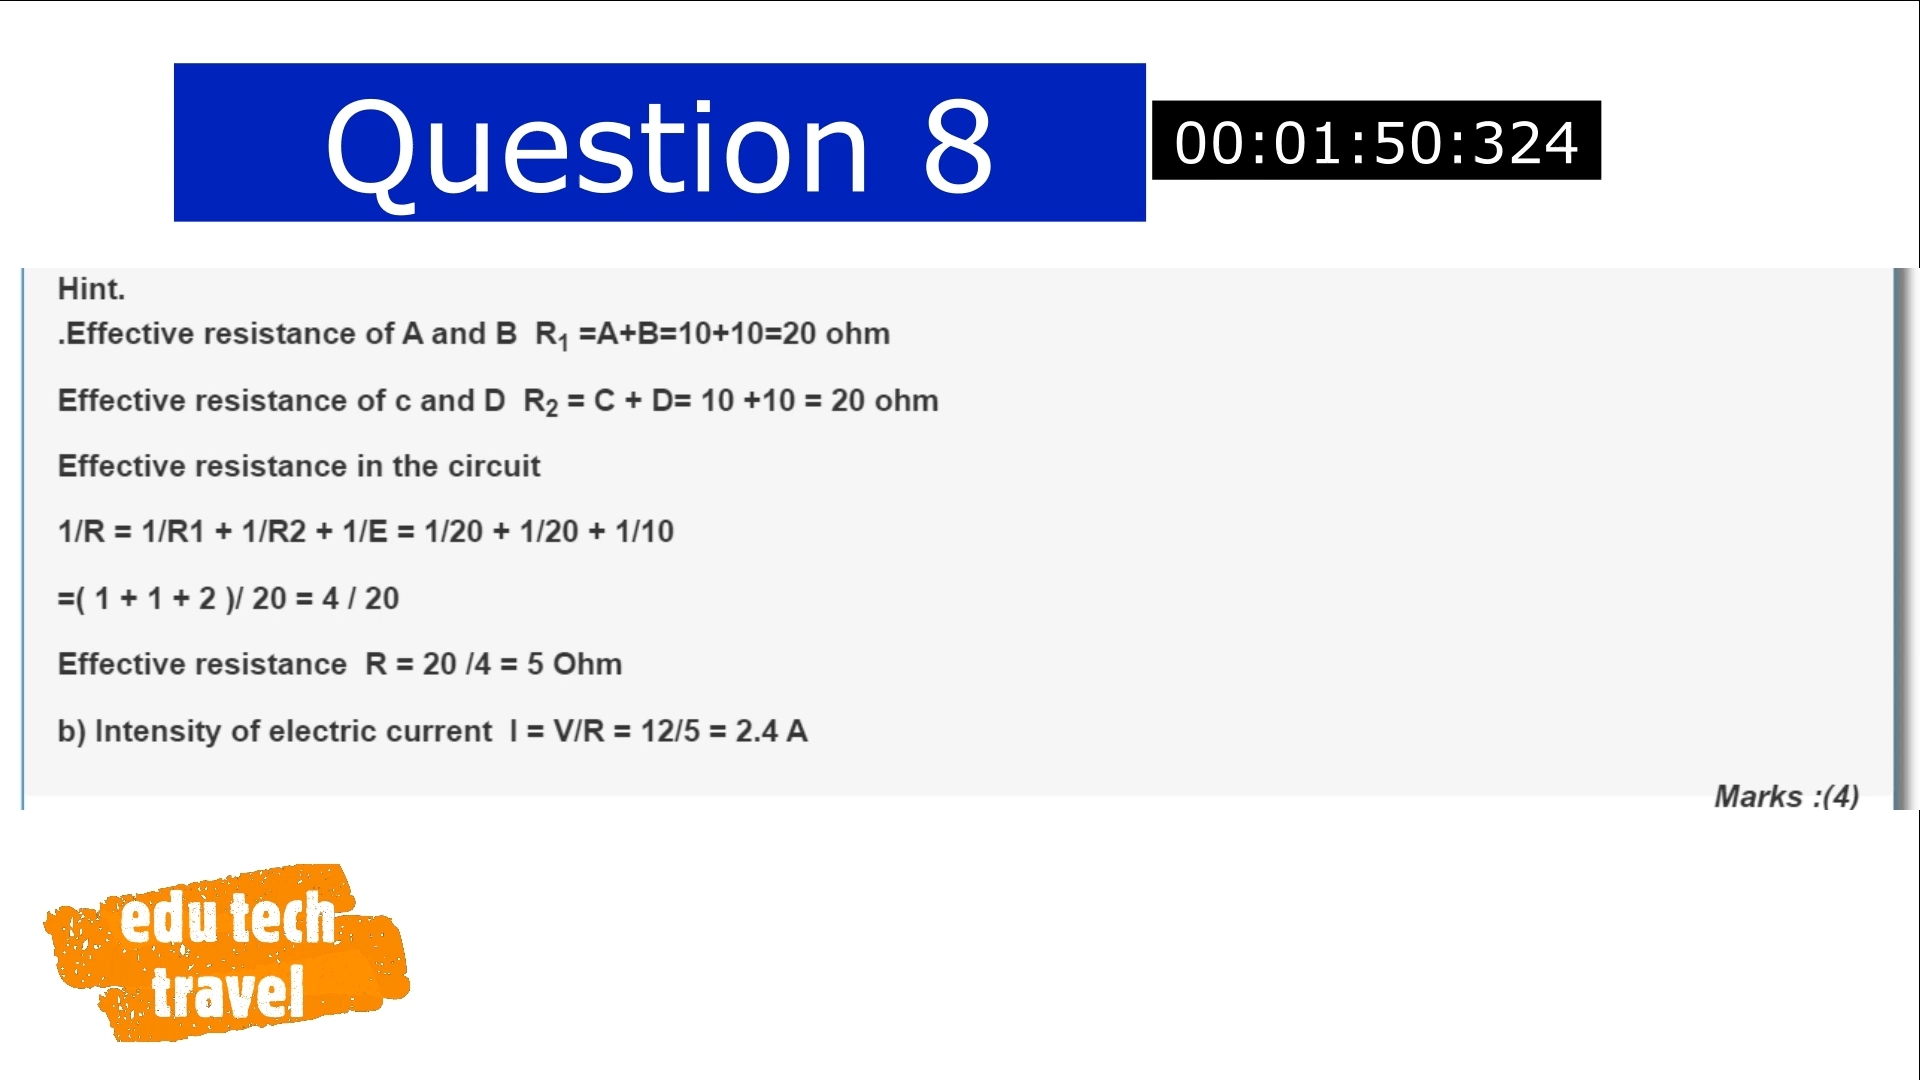 Question 8
00:01:50:324
Hint.
.Effective resistance of A and B R₁ =A+B=10+10=20 ohm
Effective resistance of c and D R₂ = C + D= 10 +10 = 20 ohm
Effective resistance in the circuit
1/R = 1/R1 + 1/R2 + 1/E = 1/20 + 1/20 + 1/10
=( 1 + 1 + 2 )/ 20 = 4 / 20
Effective resistance R = 20 /4 = 5 Ohm
b) Intensity of electric current I = V/R = 12/5 = 2.4 A
Marks :(4)
edu tech
travel